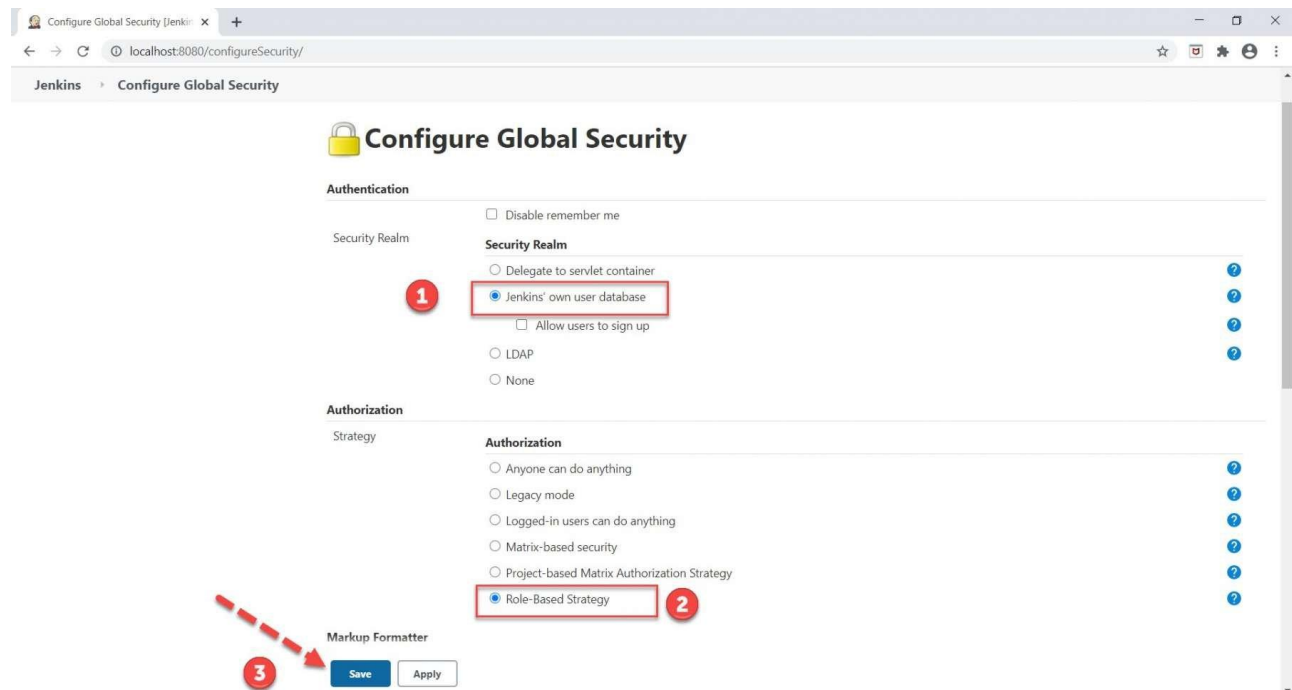 Configure Global Security [Jenkin
localhost:8080/configureSecurity/
Jenkins Configure Global Security
Configure Global Security
Authentication
Disable remember me
Security Realm
Security Realm
Delegate to servlet container
1
Jenkins' own user database
Allow users to sign up
LDAP
None
Authorization
Strategy
Authorization
Anyone can do anything
Legacy mode
Logged-in users can do anything
Matrix-based security
Project-based Matrix Authorization Strategy
Role-Based Strategy
2
Markup Formatter
3
Save Apply